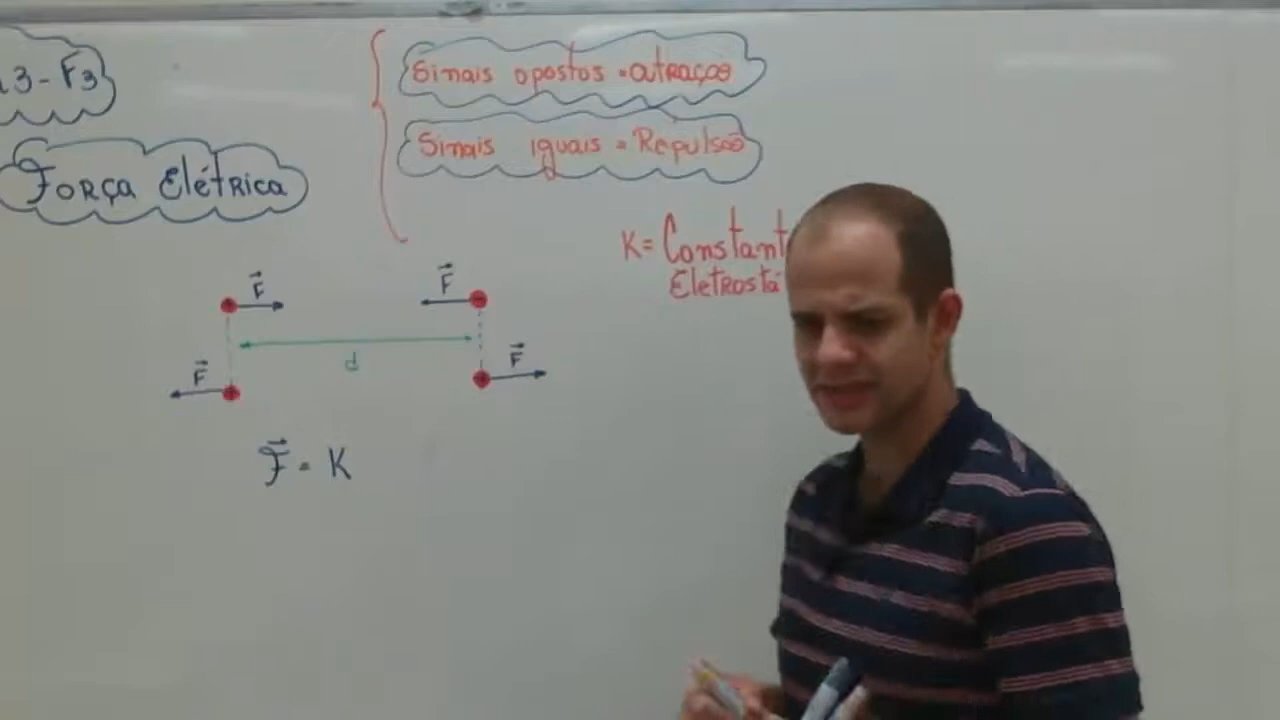 3-F3
Força Elétrica
Sinais opostos = atração
Sinais iguais = Repulsão
K= Constant
Eletrostá
F
F
d
F
F
F = K